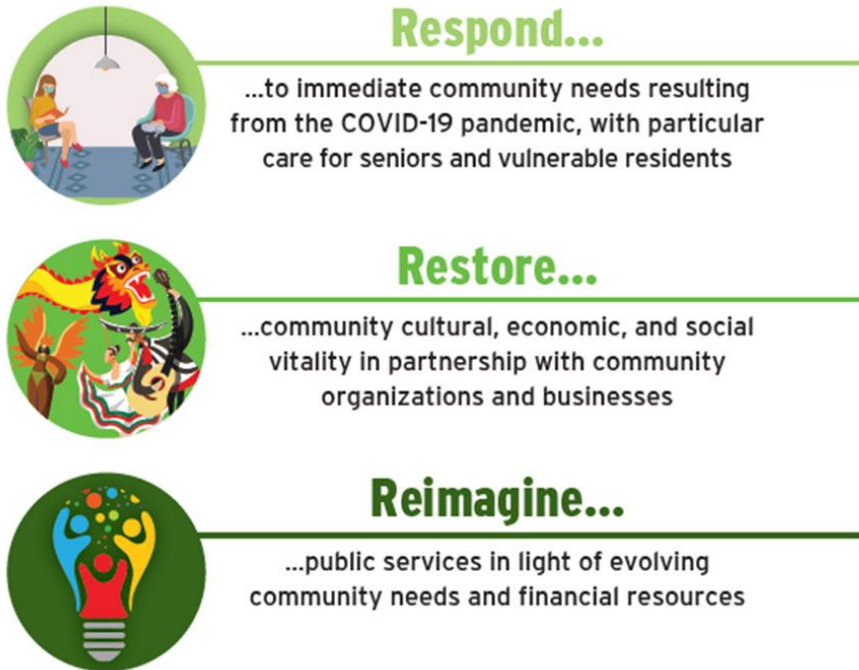 Respond...
...to immediate community needs resulting
from the COVID-19 pandemic, with particular
care for seniors and vulnerable residents
Restore...
...community cultural, economic, and social
vitality in partnership with community
organizations and businesses
Reimagine...
...public services in light of evolving
community needs and financial resources